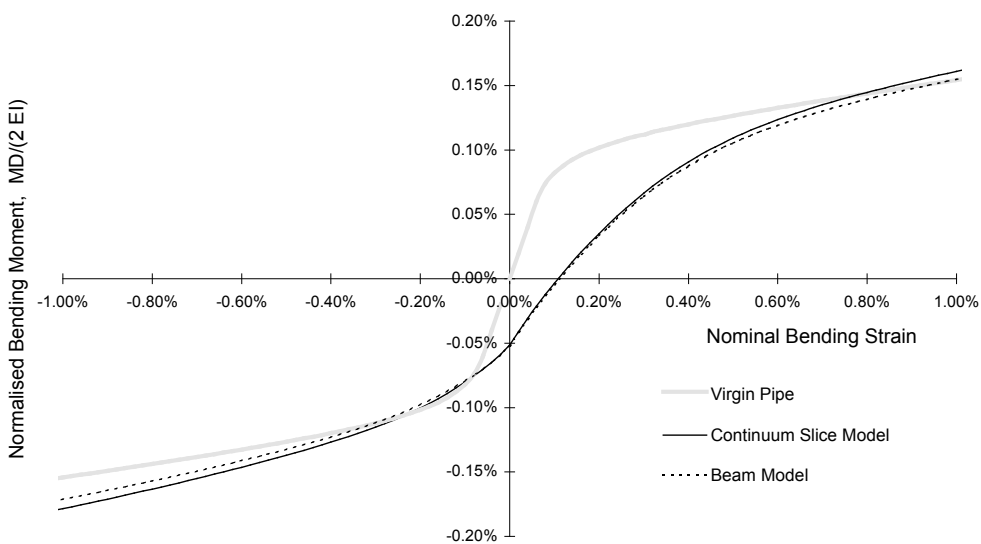 0.20%
0.15%
0.10%
0.05%
0.00%
-1.00% -0.80% -0.60% -0.40% -0.20% 0.00% 0.20% 0.40% 0.60% 0.80% 1.00%
-0.05%
-0.10%
-0.15%
-0.20%
Normalised Bending Moment, MD/(2 EI)
Nominal Bending Strain
Virgin Pipe
Continuum Slice Model
Beam Model